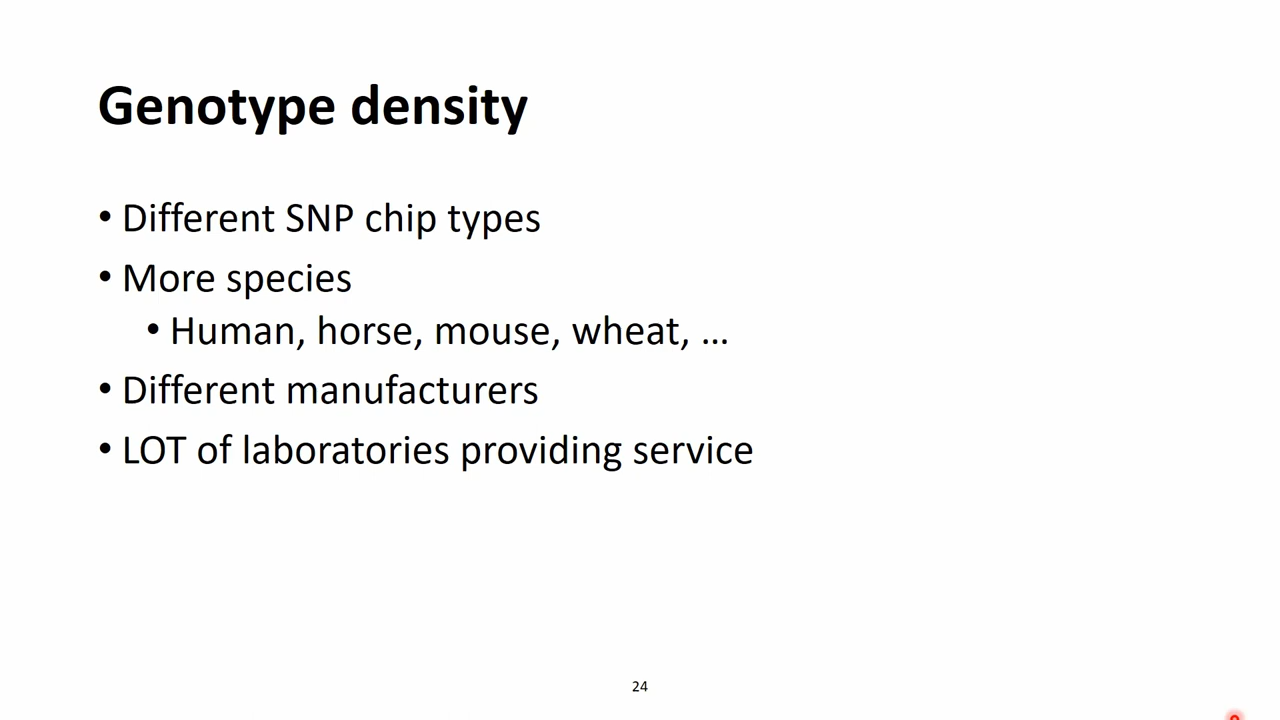 Genotype density
• Different SNP chip types
• More species
• Human, horse, mouse, wheat, ...
• Different manufacturers
• LOT of laboratories providing service
24